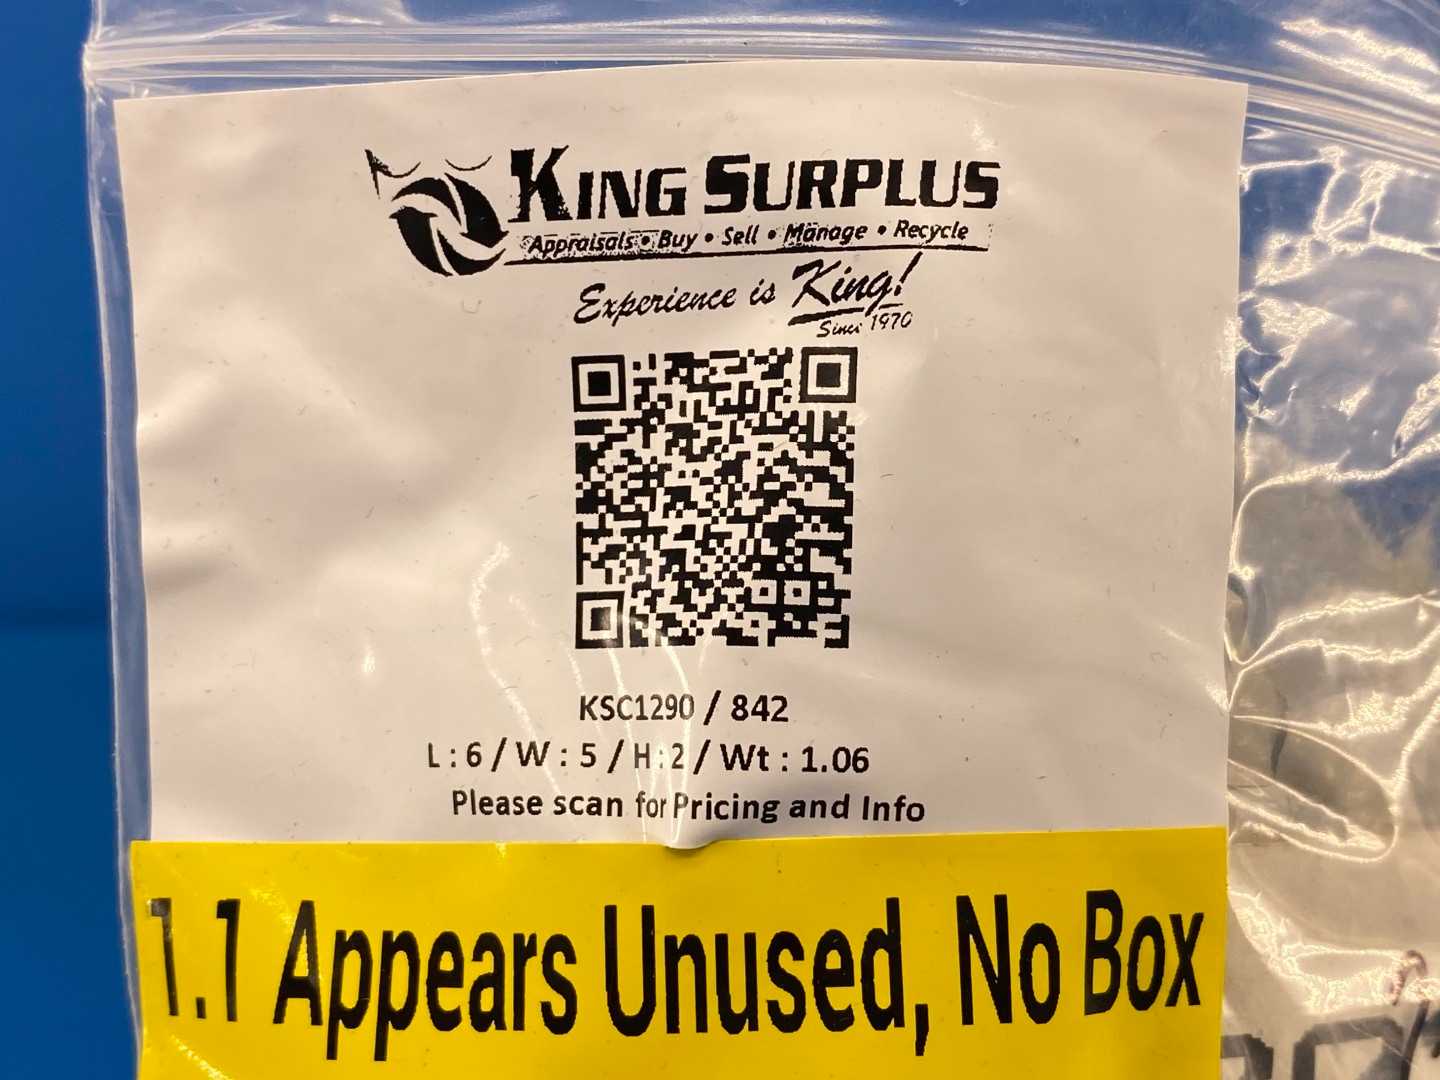 KING SURPLUS
Appraisals • Buy • Sell • Manage • Recycle
Experience is King!
Since 1970
KSC1290 / 842
L : 6 / W : 5 / H : 2 / Wt : 1.06
Please scan for Pricing and Info
1.1 Appears Unused, No Box